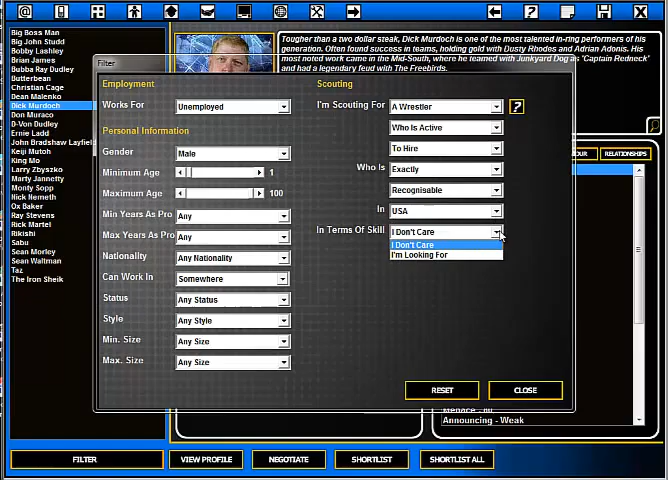 Big Boss Man
Big John Studd
Bobby Lashley
Brian James
Bubba Ray Dudley
Butterbean
Christian Cage
Dean Malenko
Dick Murdoch
Don Muraco
D-Von Dudley
Ernie Ladd
John Bradshaw Layfiel
Keiji Mutoh
King Mo
Larry Zbyszko
Marty Jannetty
Monty Sopp
Nick Nemeth
Ox Baker
Ray Stevens
Rick Martel
Rikishi
Sabu
Sean Morley
Sean Waltman
Taz
The Iron Sheik
Tougher than a two dollar steak, Dick Murdoch is one of the most talented in-ring performers of his
generation. Often found success in teams, holding gold with Dusty Rhodes and Adrian Adonis. His
most noted work came in the Mid-South, where he teamed with Junkyard Dog as "Captain Redneck"
and had a legendary feud with The Freebirds.
Filter
Employment
Works For Unemployed
Personal Information
Gender Male
Minimum Age 1
Maximum Age 100
Min Years As Pro Any
Max Years As Pro Any
Nationality Any Nationality
Can Work In Somewhere
Status Any Status
Style Any Style
Min. Size Any Size
Max. Size Any Size
Scouting
I'm Scouting For A Wrestler ?
Who Is Active
To Hire
Who Is Exactly
Recognisable
In USA
In Terms Of Skill I Don't Care
I Don't Care
I'm Looking For
RESET CLOSE
RELATIONSHIPS
Announcing - Weak
FILTER VIEW PROFILE NEGOTIATE SHORTLIST SHORTLIST ALL